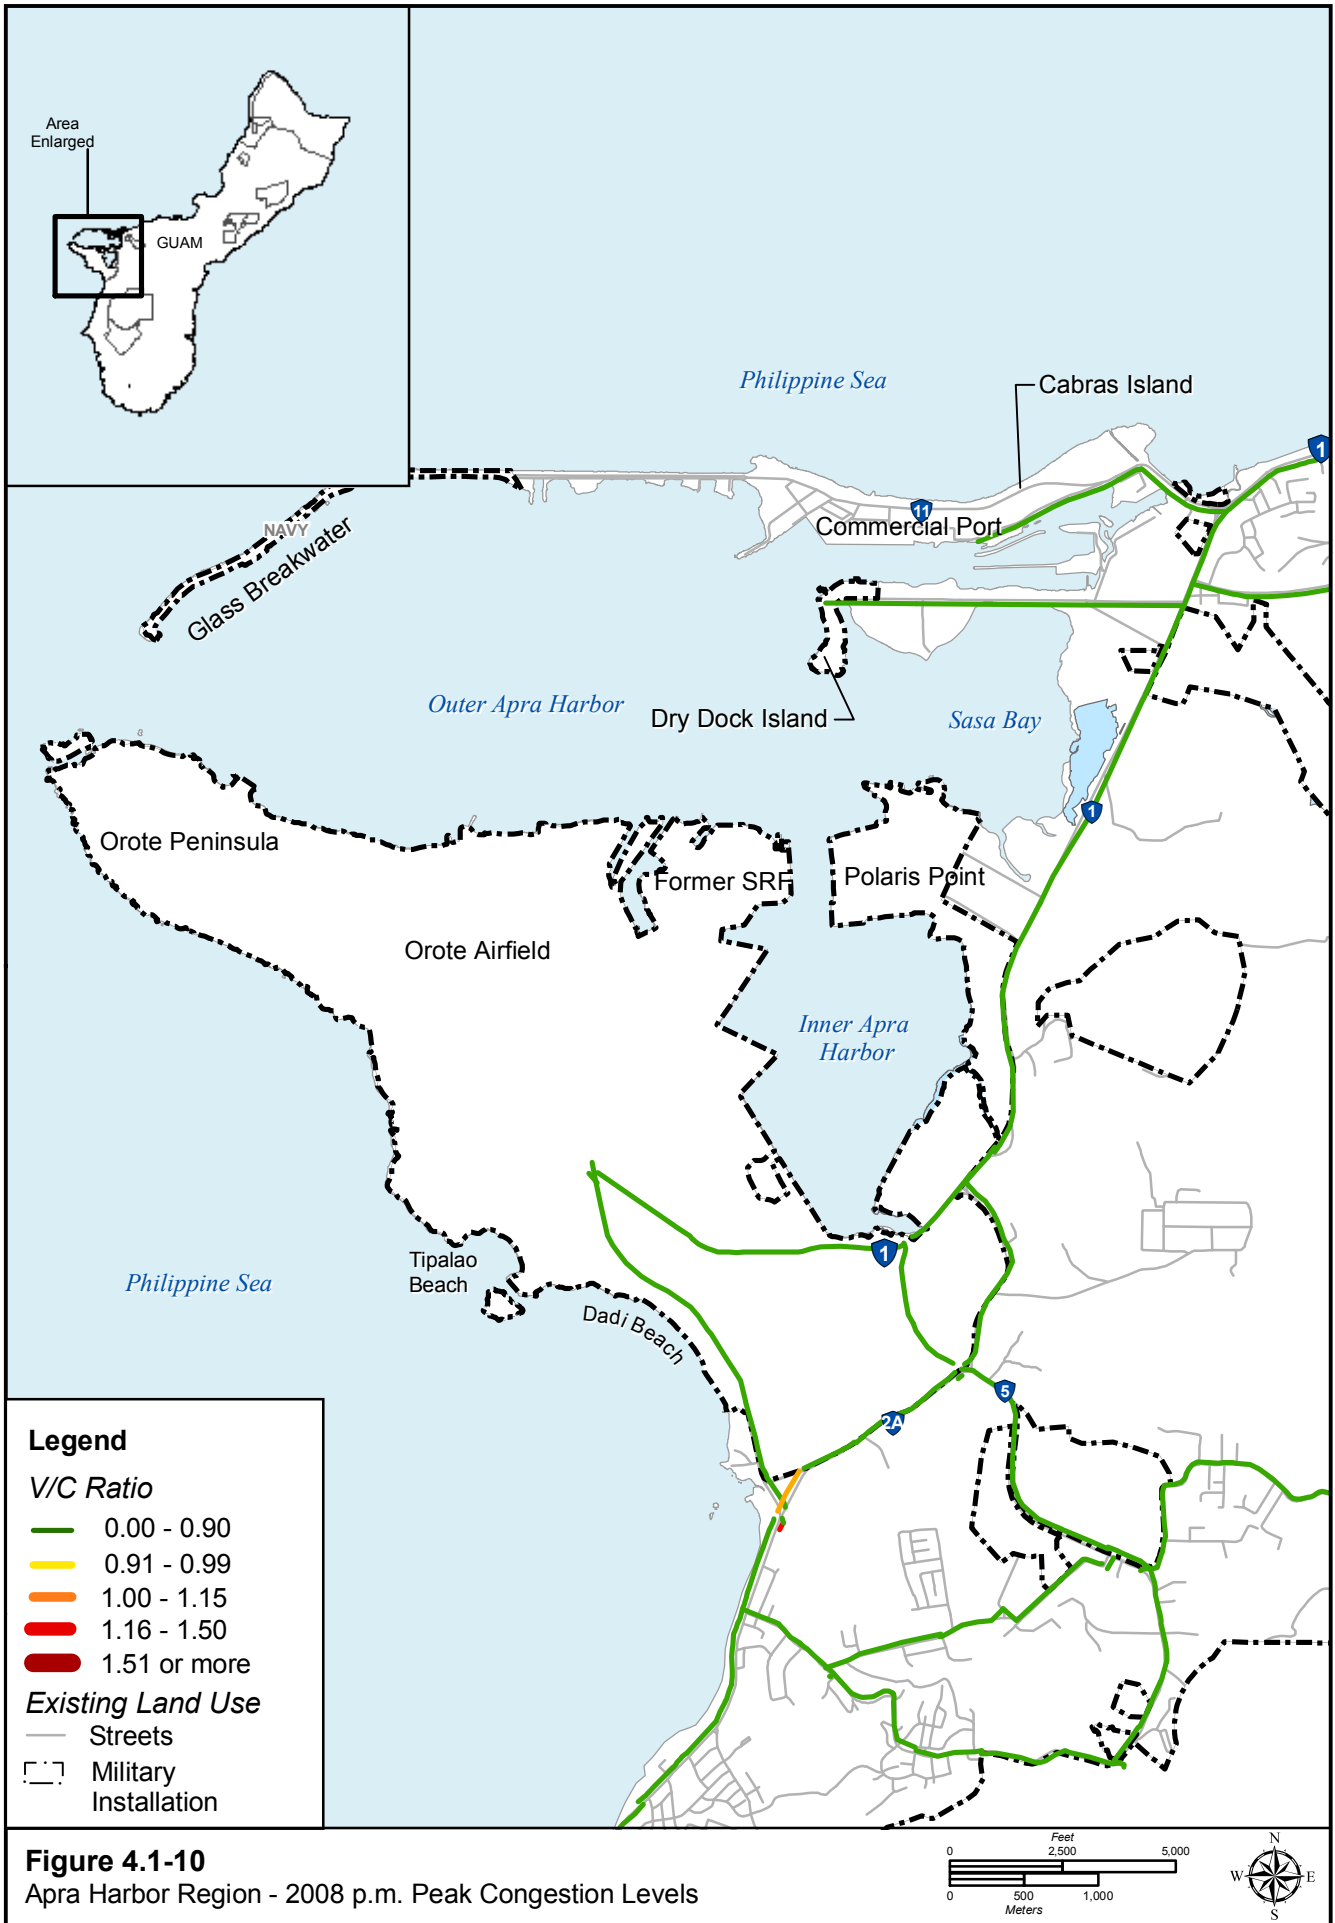 Area
Enlarged
GUAM
Philippine Sea
Cabras Island
1
11
Commercial Port
NAVY
Glass Breakwater
Outer Apra Harbor
Dry Dock Island
Sasa Bay
1
Orote Peninsula
Former SRF
Polaris Point
Orote Airfield
Inner Apra
Harbor
1
Tipalao
Beach
Philippine Sea
Dadi Beach
5
2A
Legend
V/C Ratio
0.00 - 0.90
0.91 - 0.99
1.00 - 1.15
1.16 - 1.50
1.51 or more
Existing Land Use
Streets
Military
Installation
Figure 4.1-10
Apra Harbor Region - 2008 p.m. Peak Congestion Levels
Feet
0 2,500 5,000
0 500 1,000
Meters
N
W E
S